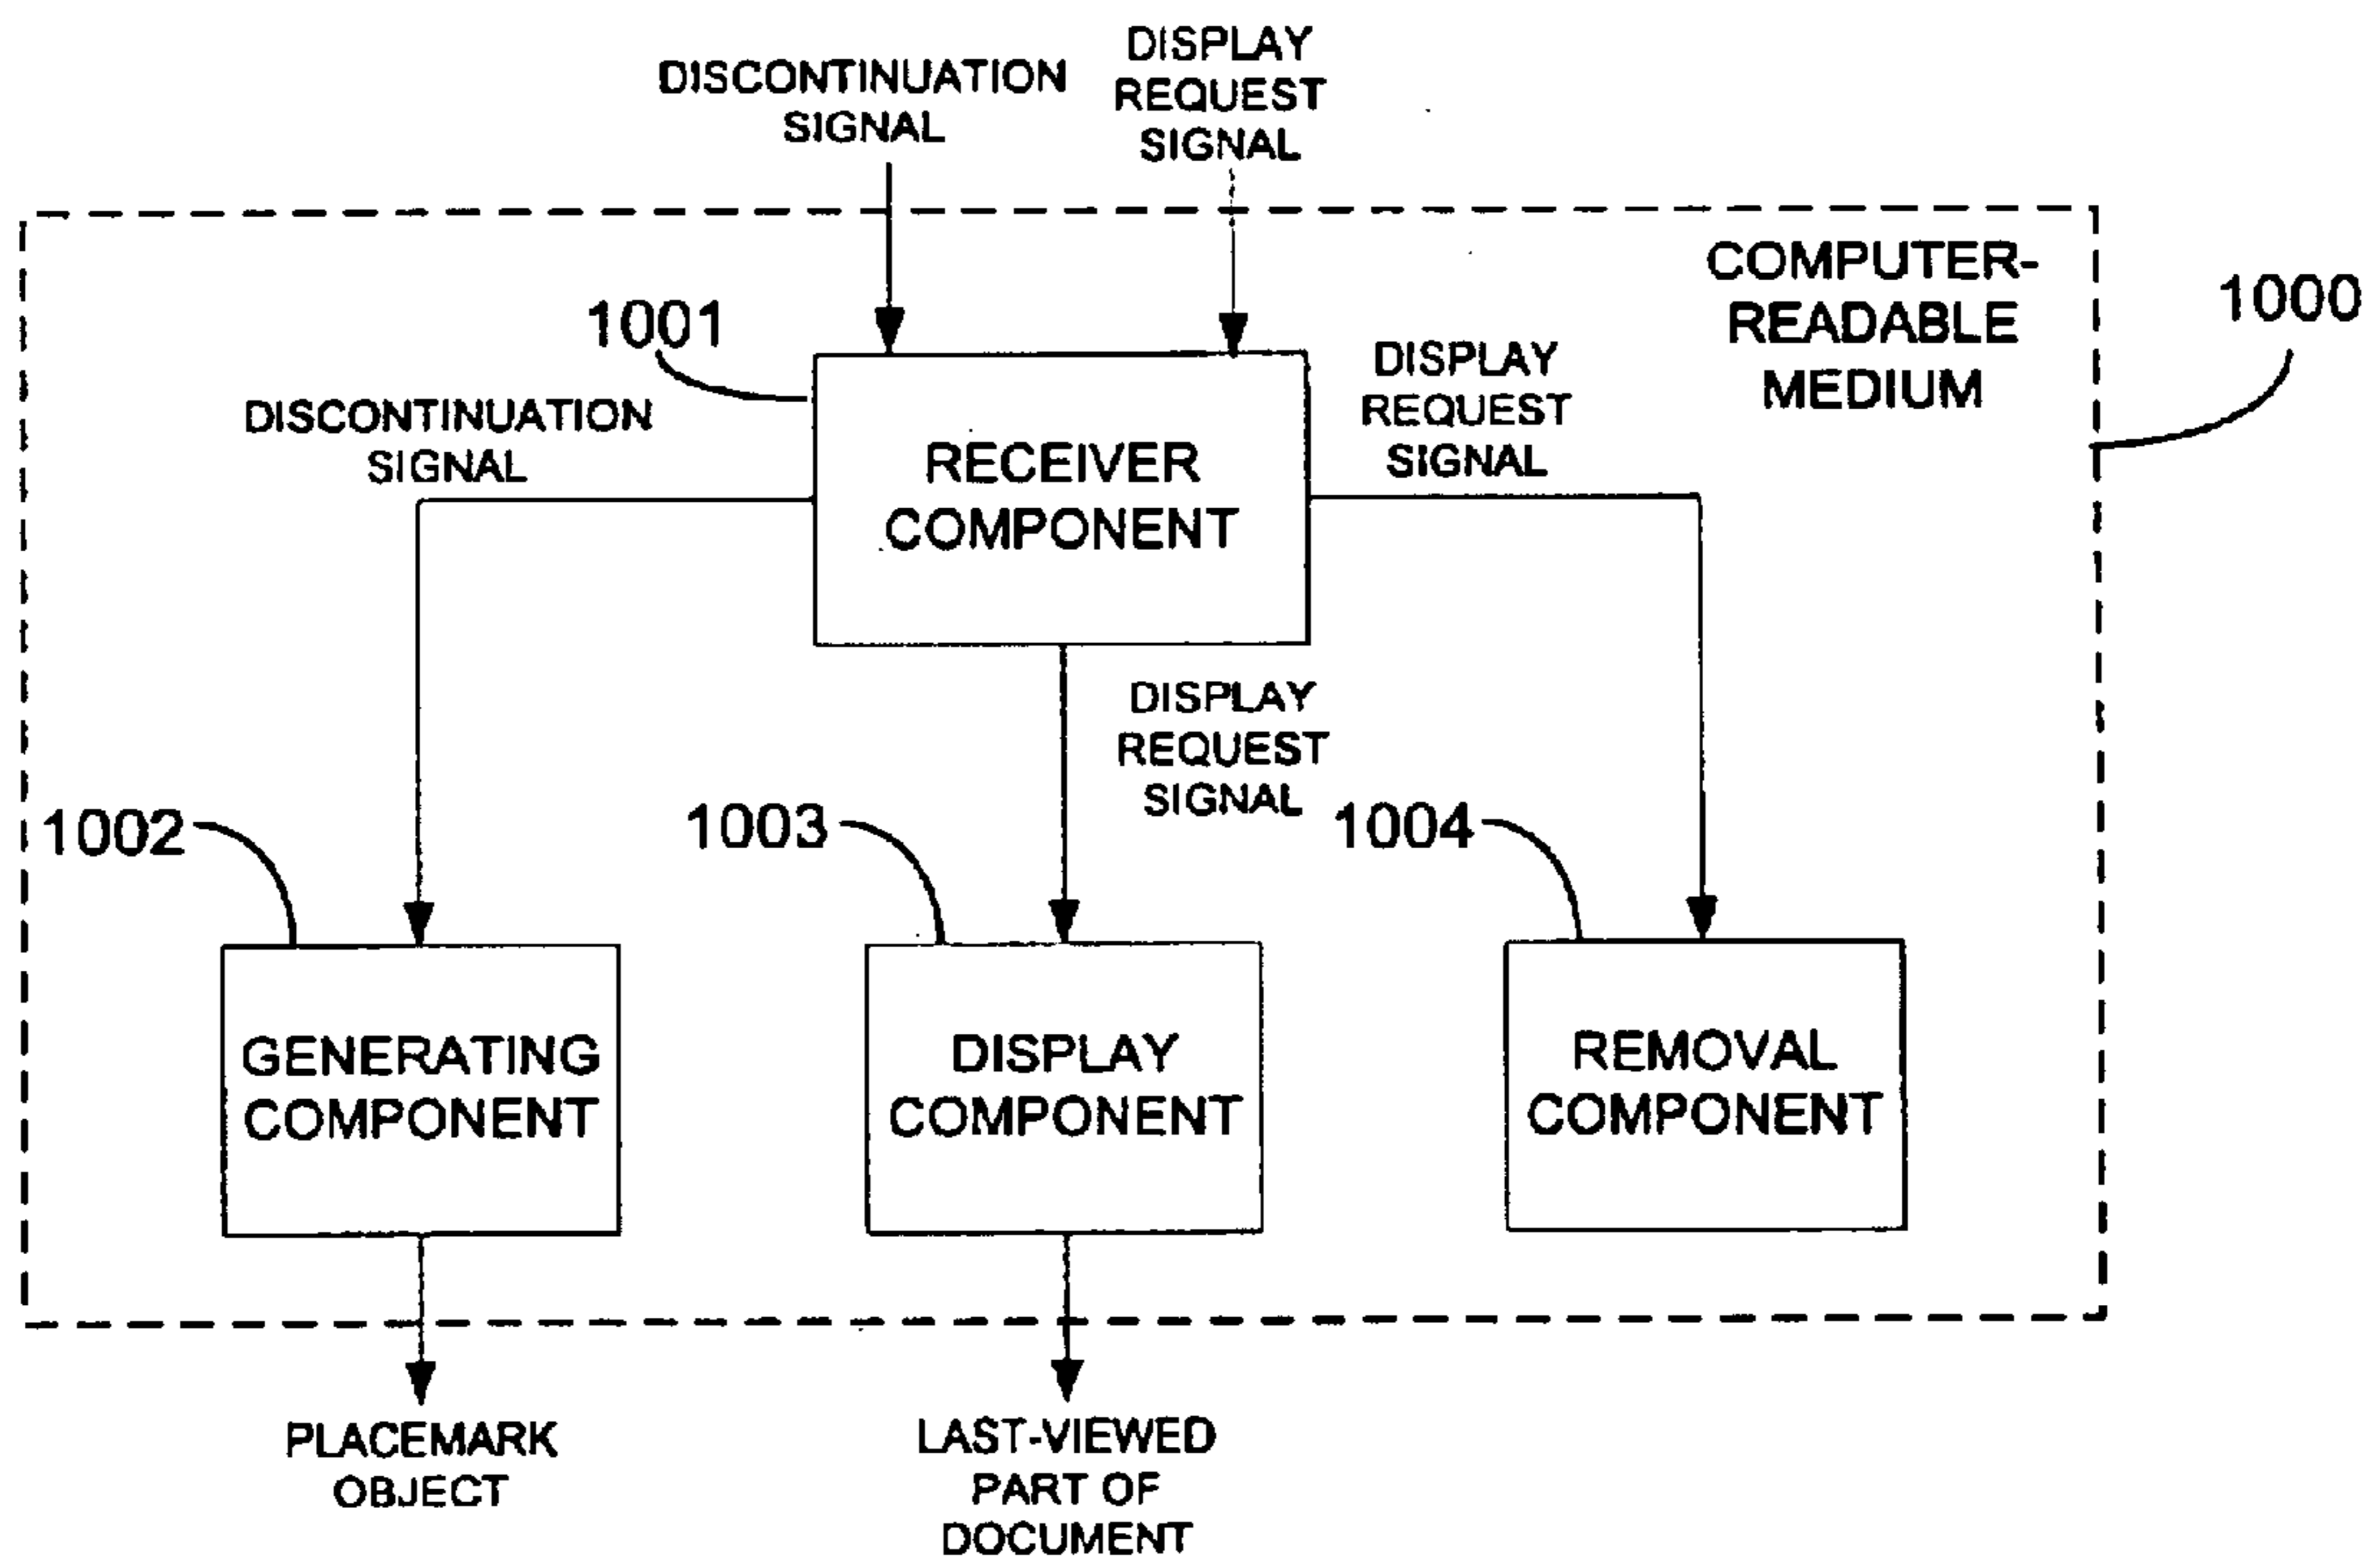 DISCONTINUATION
SIGNAL
DISPLAY
REQUEST
SIGNAL
COMPUTER-
READABLE
MEDIUM
1000
1001
DISCONTINUATION
SIGNAL
RECEIVER
COMPONENT
DISPLAY
REQUEST
SIGNAL
DISPLAY
REQUEST
SIGNAL
1002
1003
1004
GENERATING
COMPONENT
DISPLAY
COMPONENT
REMOVAL
COMPONENT
PLACEMARK
OBJECT
LAST-VIEWED
PART OF
DOCUMENT